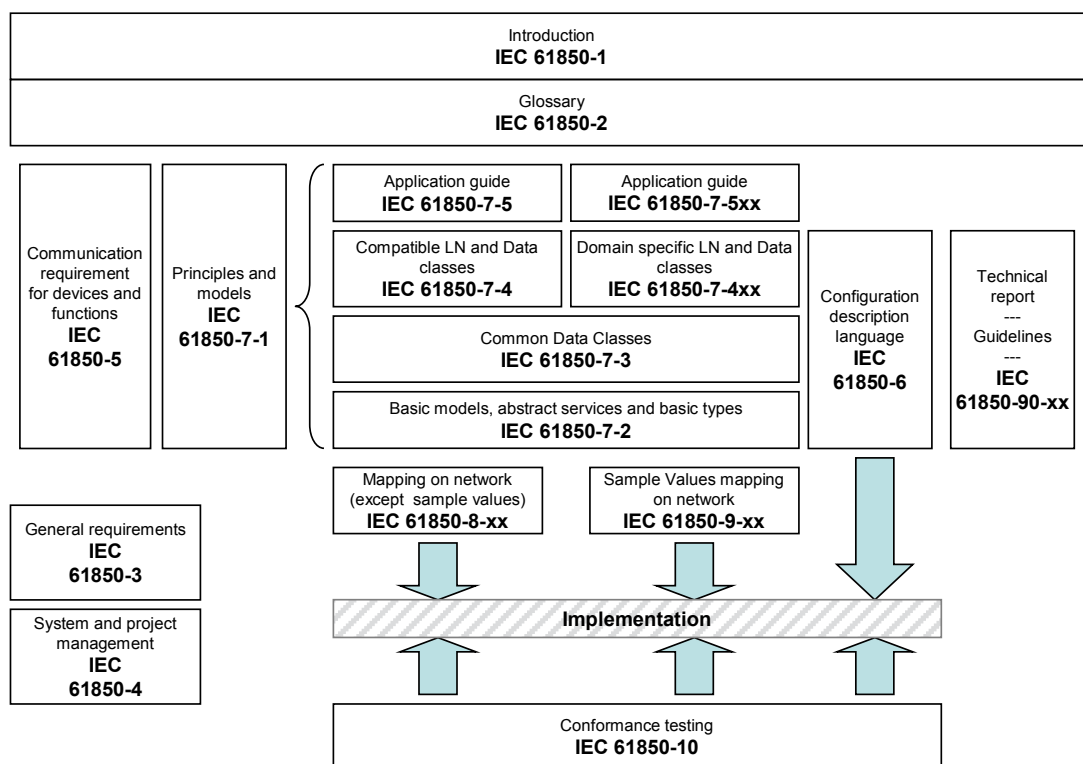 Introduction
IEC 61850-1
Glossary
IEC 61850-2
Communication
requirement
for devices and
functions
IEC
61850-5
Principles and
models
IEC
61850-7-1
Application guide
IEC 61850-7-5
Application guide
IEC 61850-7-5xx
Compatible LN and Data
classes
IEC 61850-7-4
Domain specific LN and Data
classes
IEC 61850-7-4xx
Common Data Classes
IEC 61850-7-3
Basic models, abstract services and basic types
IEC 61850-7-2
Configuration
description
language
IEC
61850-6
Technical
report
---
Guidelines
---
IEC
61850-90-xx
Mapping on network
(except sample values)
IEC 61850-8-xx
Sample Values mapping
on network
IEC 61850-9-xx
General requirements
IEC
61850-3
System and project
management
IEC
61850-4
Implementation
Conformance testing
IEC 61850-10